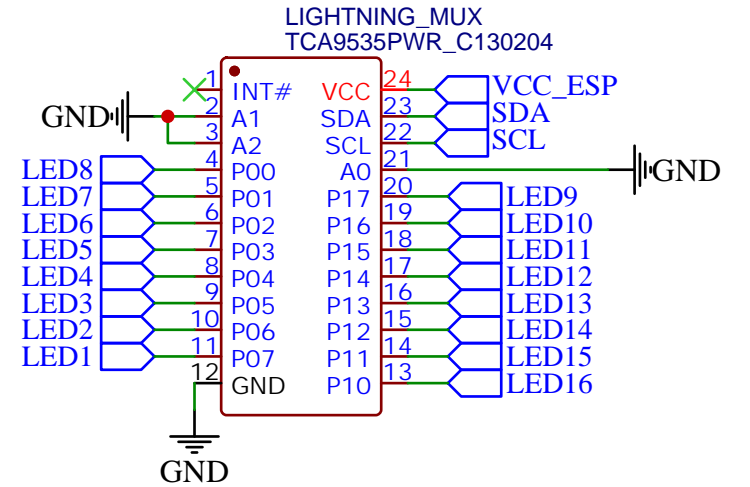 LIGHTNING_MUX
TCA9535PWR_C130204
1 INT# VCC 24 VCC_ESP
GND 2 A1 SDA 23 SDA
3 A2 SCL 22 SCL
LED8 4 P00 A0 21 GND
LED7 5 P01 P17 20 LED9
LED6 6 P02 P16 19 LED10
LED5 7 P03 P15 18 LED11
LED4 8 P04 P14 17 LED12
LED3 9 P05 P13 16 LED13
LED2 10 P06 P12 15 LED14
LED1 11 P07 P11 14 LED15
12 GND P10 13 LED16
GND